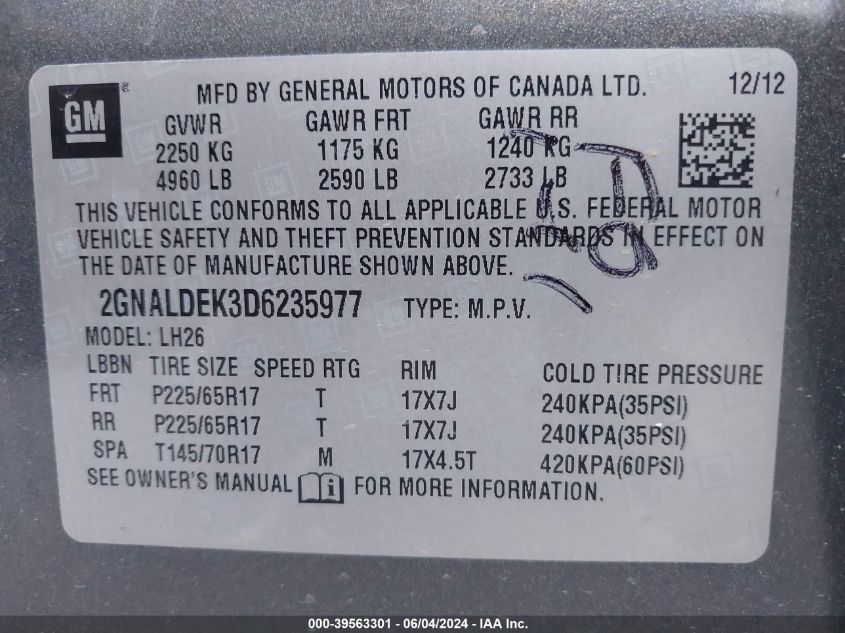 GM ® MFD BY GENERAL MOTORS OF CANADA LTD. 12/12
GVWR GAWR FRT GAWR RR
2250 KG 1175 KG 1240 KG
4960 LB 2590 LB 2733 LB
THIS VEHICLE CONFORMS TO ALL APPLICABLE U.S. FEDERAL MOTOR
VEHICLE SAFETY AND THEFT PREVENTION STANDARDS IN EFFECT ON
THE DATE OF MANUFACTURE SHOWN ABOVE.
2GNALDEK3D6235977 TYPE: M.P.V.
MODEL: LH26
LBBN TIRE SIZE SPEED RTG RIM COLD TIRE PRESSURE
FRT P225/65R17 T 17X7J 240KPA(35PSI)
RR P225/65R17 T 17X7J 240KPA(35PSI)
SPA T145/70R17 M 17X4.5T 420KPA(60PSI)
SEE OWNER'S MANUAL i FOR MORE INFORMATION.
000-39563301 - 06/04/2024 - IAA Inc.